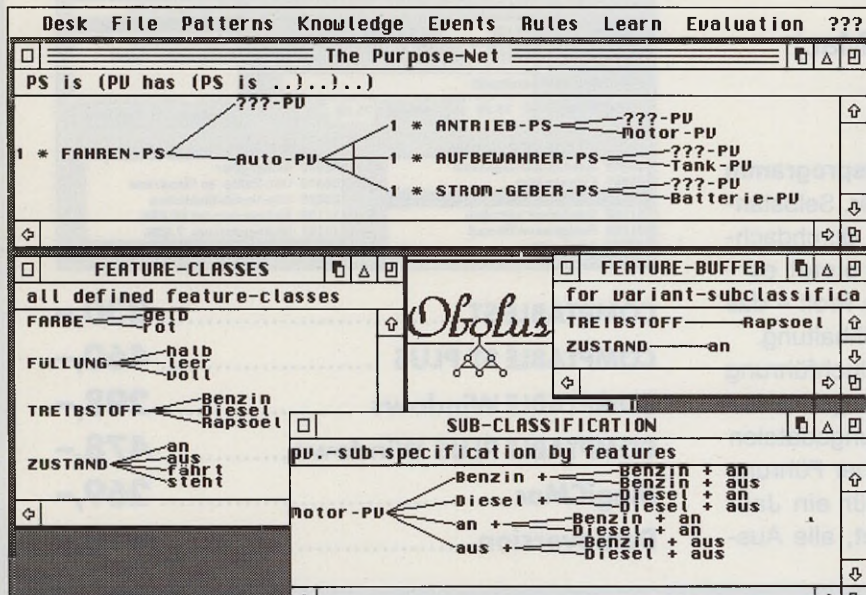 Desk File Patterns Knowledge Events Rules Learn Evaluation ???
The Purpose-Net
PS is (PV has (PS is ..)..)..)
???-PV
1 * FAHREN-PS
Auto-PV
1 * ANTRIEB-PS
???-PV
Motor-PV
1 * AUFBEWAHRER-PS
???-PV
Tank-PV
1 * STROM-GEBER-PS
???-PV
Batterie-PV
FEATURE-CLASSES
all defined feature-classes
FARBE
gelb
rot
FULLUNG
halb
leer
voll
TREIBSTOFF
Benzin
Diesel
Rapsoel
ZUSTAND
an
aus
fährt
steht
Obolus
FEATURE-BUFFER
for variant-subclassifica
TREIBSTOFF Rapsoel
ZUSTAND an
SUB-CLASSIFICATION
pv.-sub-specification by features
Motor-PV
Benzin +
Benzin + an
Benzin + aus
Diesel +
Diesel + an
Diesel + aus
an +
Benzin + an
Diesel + an
aus +
Benzin + aus
Diesel + aus